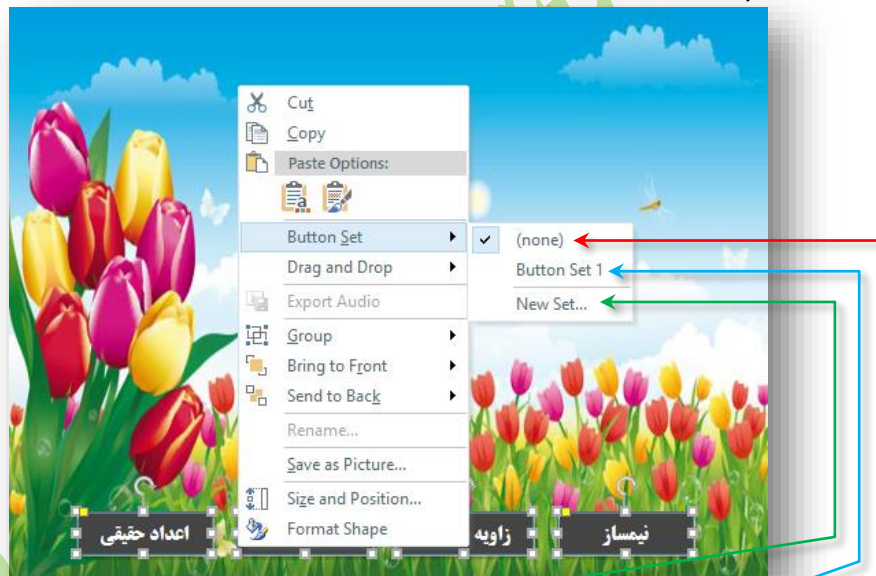 Cut
Copy
Paste Options:
Button Set
(none)
Drag and Drop
Button Set 1
Export Audio
New Set...
Group
Bring to Front
Send to Back
Rename...
Save as Picture...
Size and Position...
Format Shape
اعداد حقیقی
زاویه
نیمساز